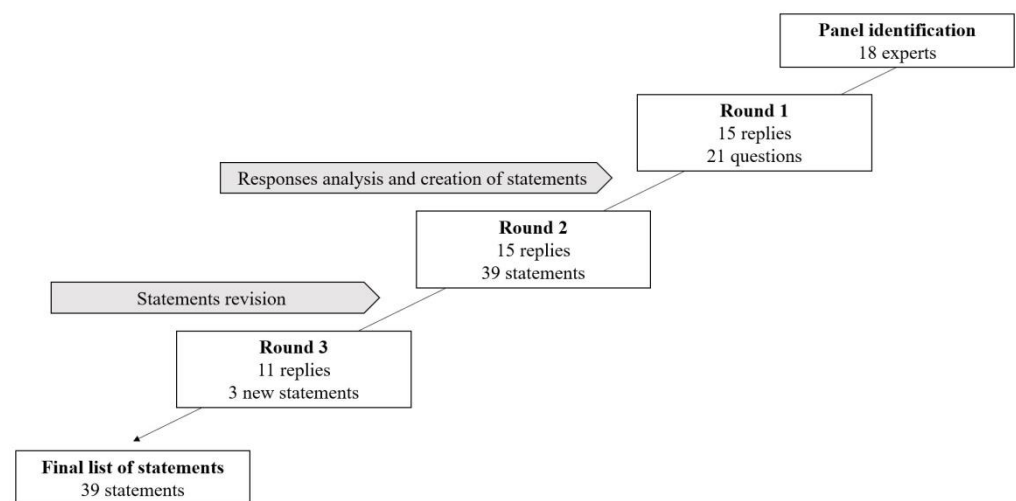 Panel identification
18 experts
Round 1
15 replies
21 questions
Responses analysis and creation of statements
Round 2
15 replies
39 statements
Statements revision
Round 3
11 replies
3 new statements
Final list of statements
39 statements